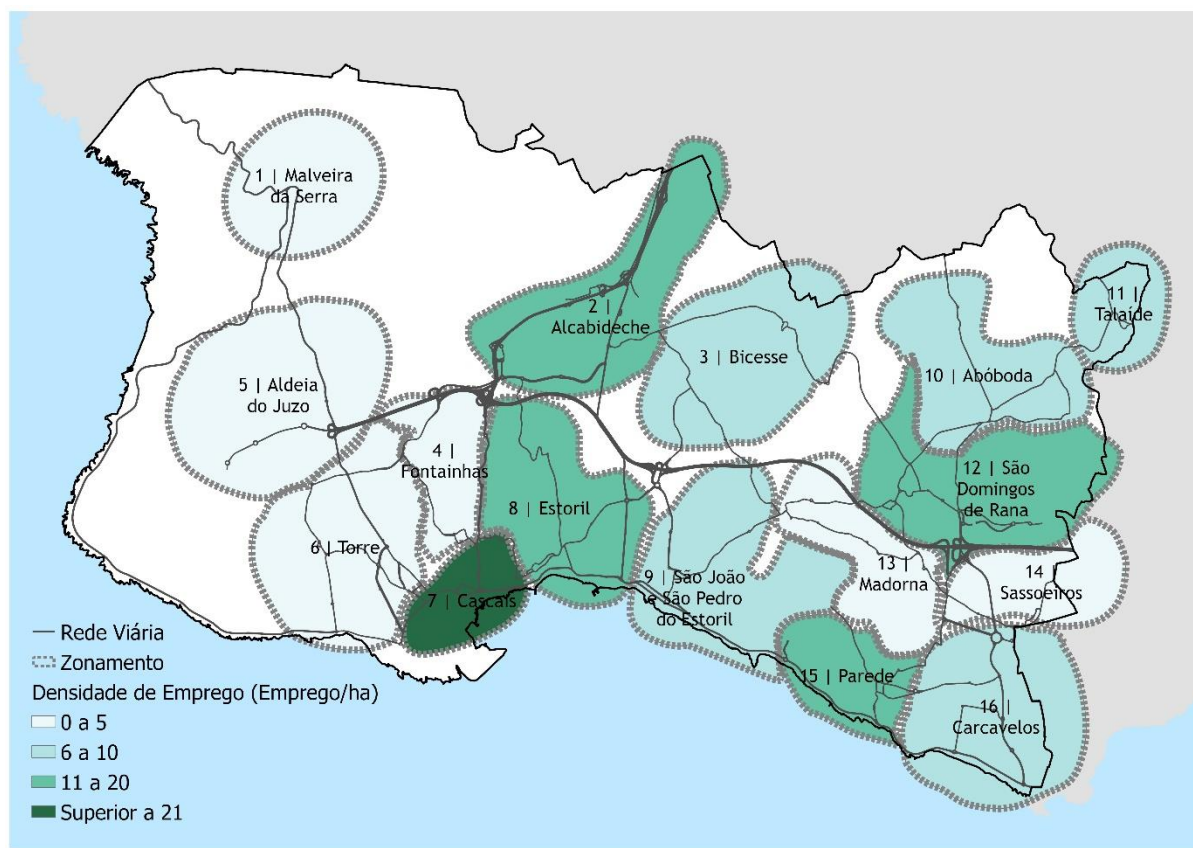 1 | Malveira
da Serra
2 |
Alcabideche
3 | Bicesse
11 |
Talaíde
10 | Abóboda
5 | Aldeia
do Juzo
4 |
Fontainhas
12 | São
Domingos
de Rana
8 | Estoril
6 | Torre
9 | São João
e São Pedro
do Estoril
13 |
Madorna
14 |
Sassoeiros
7 | Cascais
15 | Parede
16 |
Carcavelos
Rede Viária
Zonamento
Densidade de Emprego (Emprego/ha)
0 a 5
6 a 10
11 a 20
Superior a 21